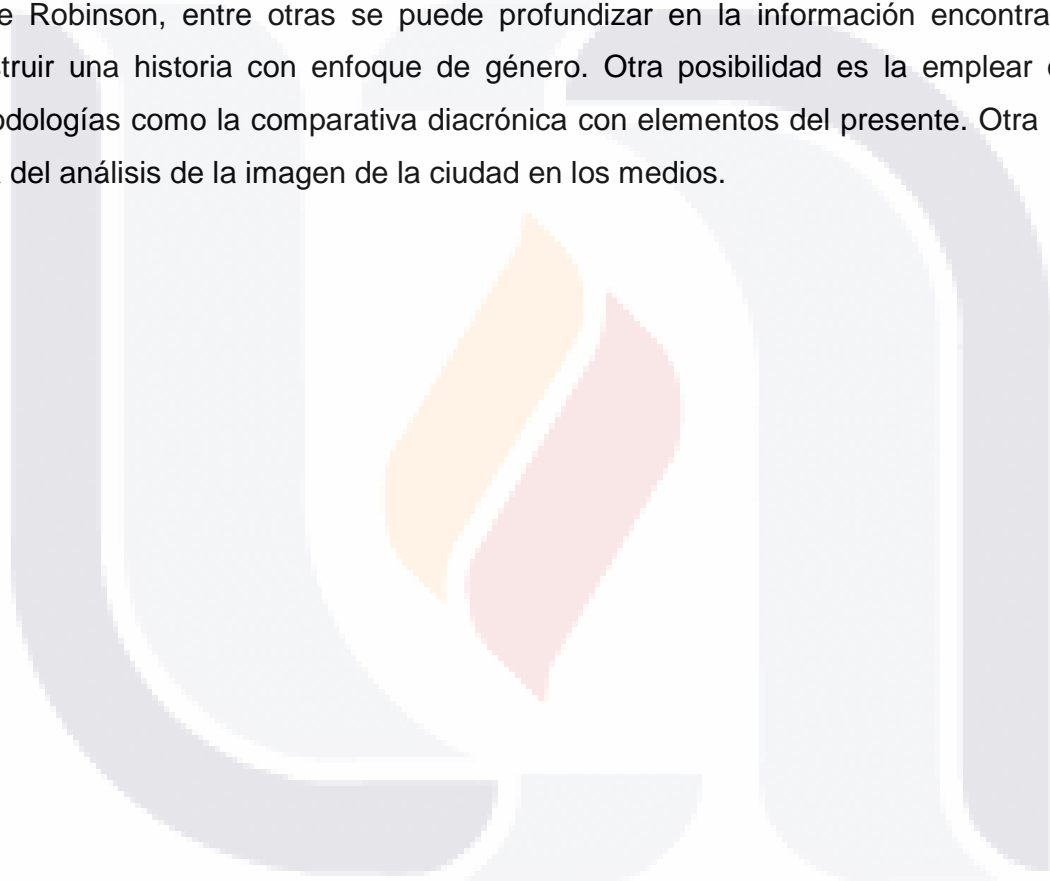 e Robinson, entre otras se puede profundizar en la información encontra
struir una historia con enfoque de género. Otra posibilidad es la emplear
odologías como la comparativa diacrónica con elementos del presente. Otra
del análisis de la imagen de la ciudad en los medios.